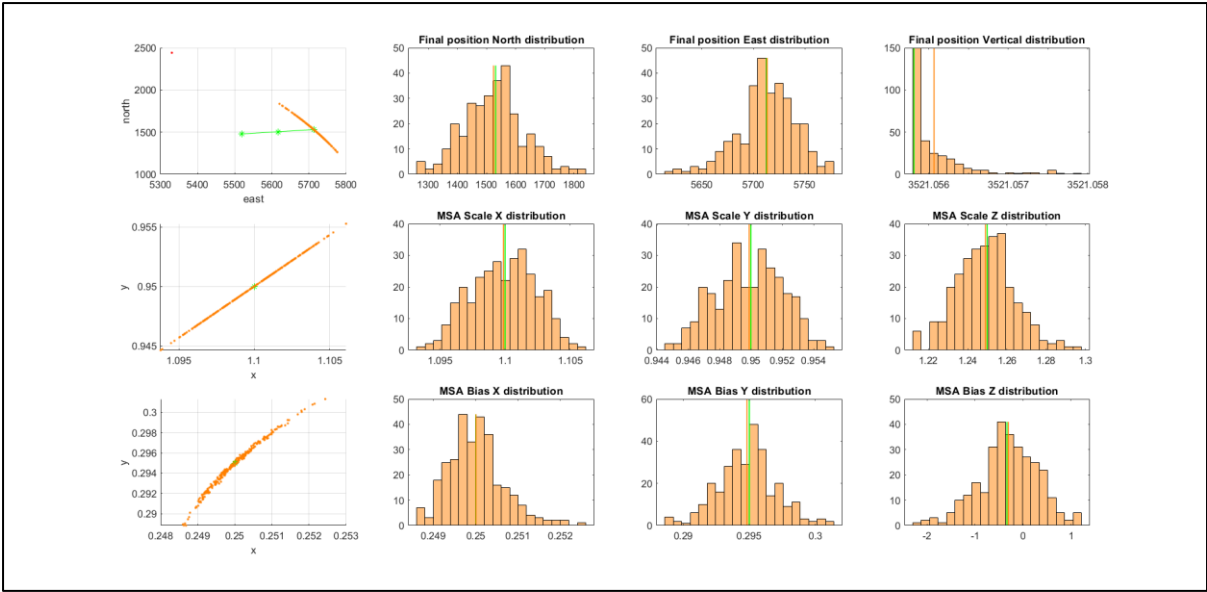 Final position North distribution
Final position East distribution
Final position Vertical distribution
2500
2000
1500
1000
north
5300 5400 5500 5600 5700 5800
east
50
40
30
20
10
0
1300 1400 1500 1600 1700 1800
50
40
30
20
10
0
5650 5700 5750
150
100
50
0
3521.056 3521.057 3521.058
MSA Scale X distribution
MSA Scale Y distribution
MSA Scale Z distribution
0.955
0.95
0.945
y
1.095 1.1 1.105
x
40
30
20
10
0
1.095 1.1 1.105
40
30
20
10
0
0.944 0.946 0.948 0.95 0.952 0.954
40
30
20
10
0
1.22 1.24 1.26 1.28 1.3
MSA Bias X distribution
MSA Bias Y distribution
MSA Bias Z distribution
0.3
0.298
0.296
0.294
0.292
0.29
y
0.248 0.249 0.25 0.251 0.252 0.253
x
50
40
30
20
10
0
0.249 0.25 0.251 0.252
60
40
20
0
0.29 0.295 0.3
50
40
30
20
10
0
-2 -1 0 1